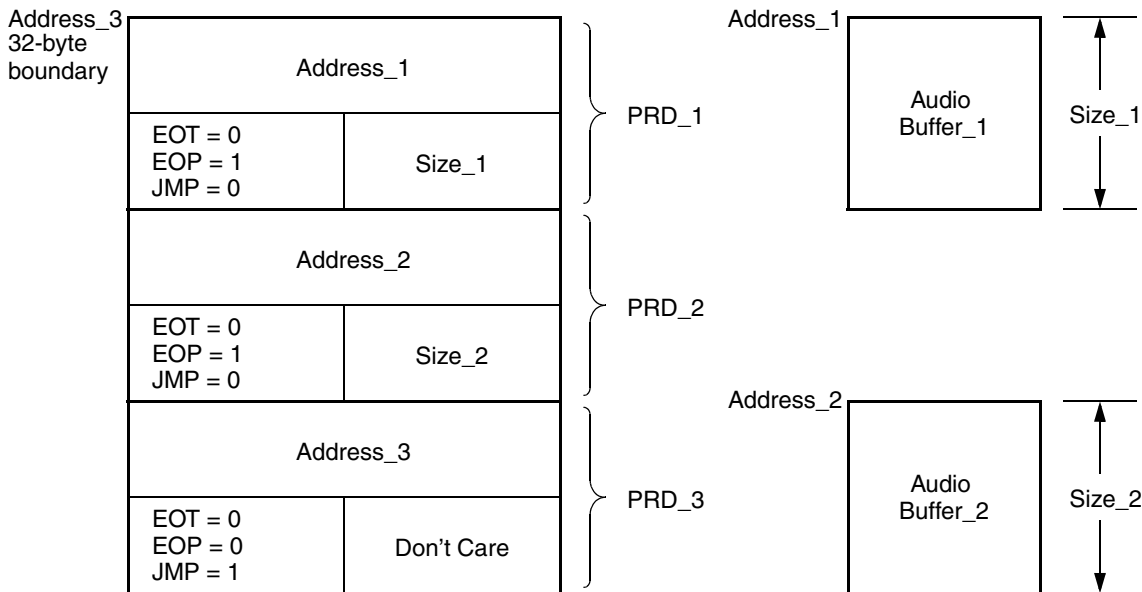 Address_3
32-byte
boundary
Address_1
EOT = 0
EOP = 1
JMP = 0
Size_1
PRD_1
Address_2
EOT = 0
EOP = 1
JMP = 0
Size_2
PRD_2
Address_3
EOT = 0
EOP = 0
JMP = 1
Don't Care
PRD_3
Address_1
Audio
Buffer_1
Size_1
Address_2
Audio
Buffer_2
Size_2